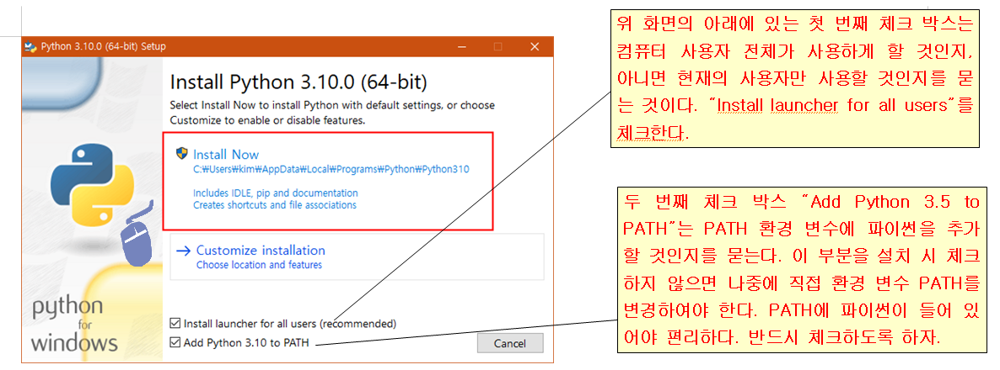 Python 3.10.0 (64-bit) Setup
Install Python 3.10.0 (64-bit)
Select Install Now to install Python with default settings, or choose
Customize to enable or disable features.
Install Now
C:\Users\kim\AppData\Local\Programs\Python\Python310
Includes IDLE, pip and documentation
Creates shortcuts and file associations
Customize installation
Choose location and features
Install launcher for all users (recommended)
Add Python 3.10 to PATH
Cancel
python
for
windows
위 화면의 아래에 있는 첫 번째 체크 박스는
컴퓨터 사용자 전체가 사용하게 할 것인지,
아니면 현재의 사용자만 사용할 것인지를 묻
는 것이다. “Install launcher for all users”를
체크한다.
두 번째 체크 박스 “Add Python 3.5 to
PATH”는 PATH 환경 변수에 파이썬을 추가
할 것인지를 묻는다. 이 부분을 설치 시 체크
하지 않으면 나중에 직접 환경 변수 PATH를
변경하여야 한다. PATH에 파이썬이 들어 있
어야 편리하다. 반드시 체크하도록 하자.